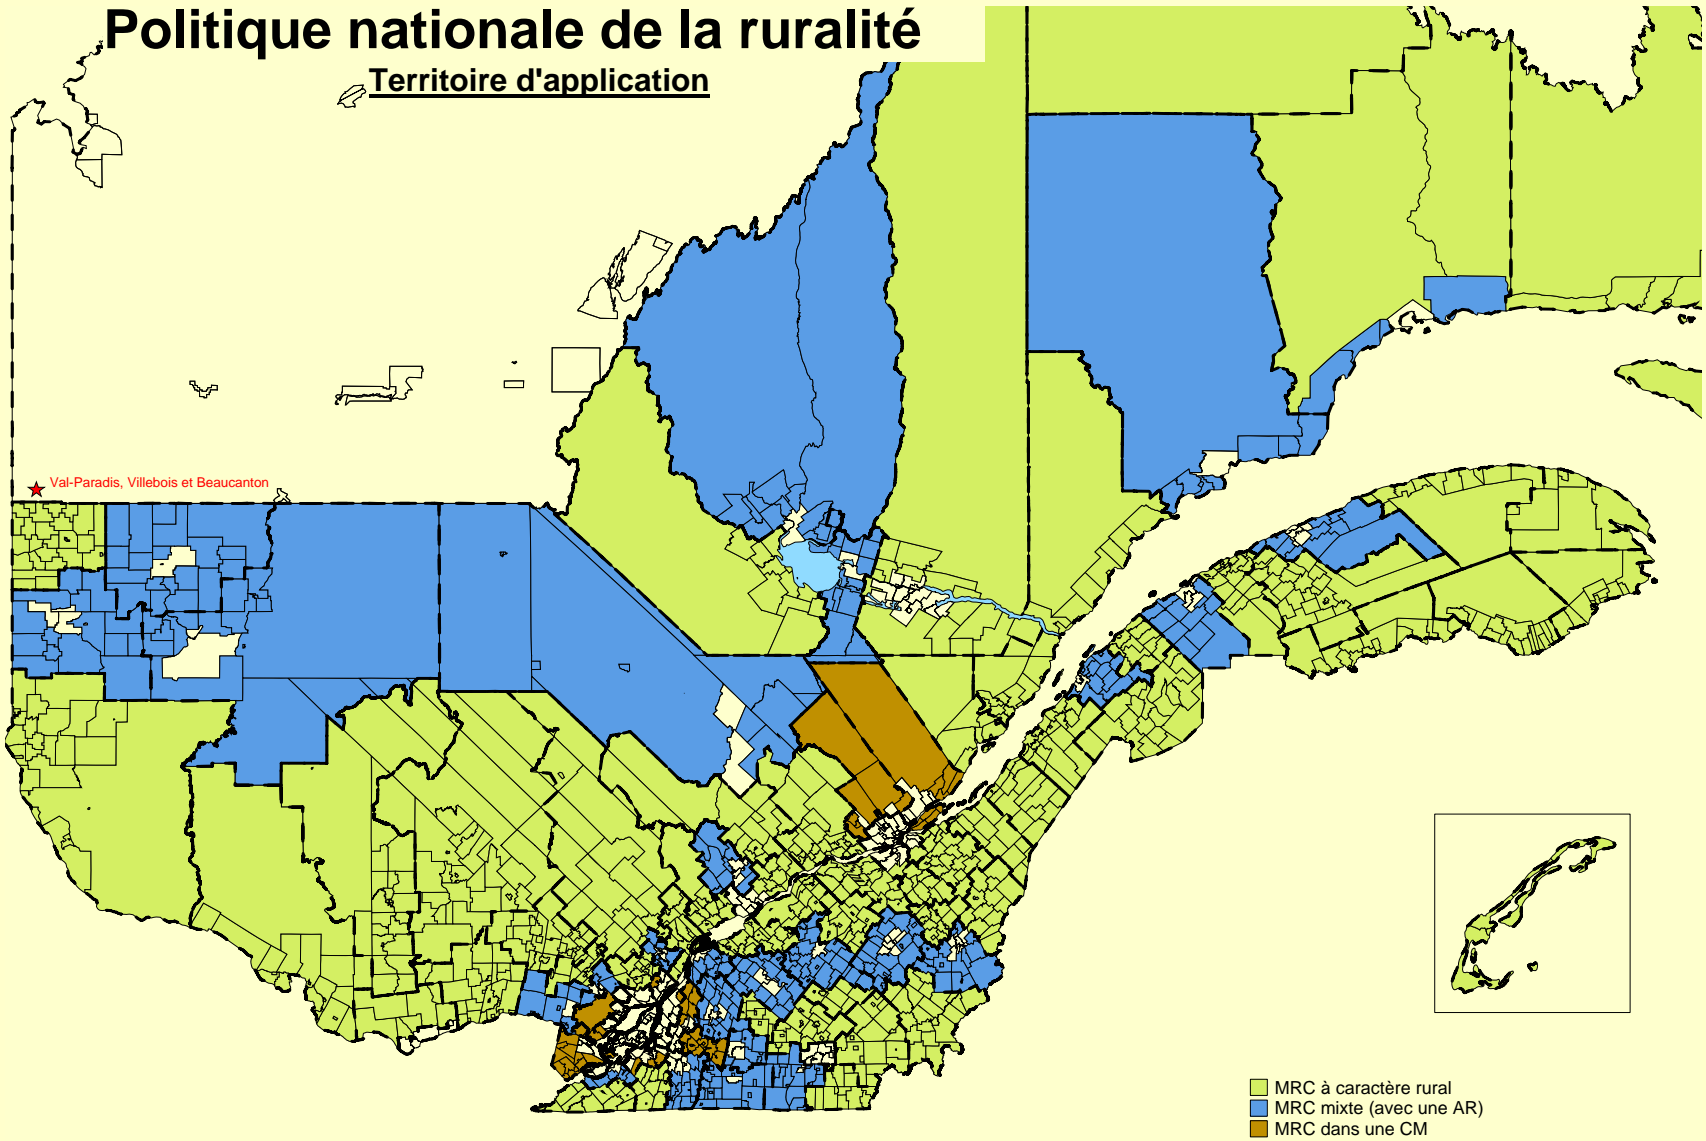 Politique nationale de la ruralité
Territoire d'application
Val-Paradis, Villebois et Beaucanton
MRC à caractère rural
MRC mixte (avec une AR)
MRC dans une CM